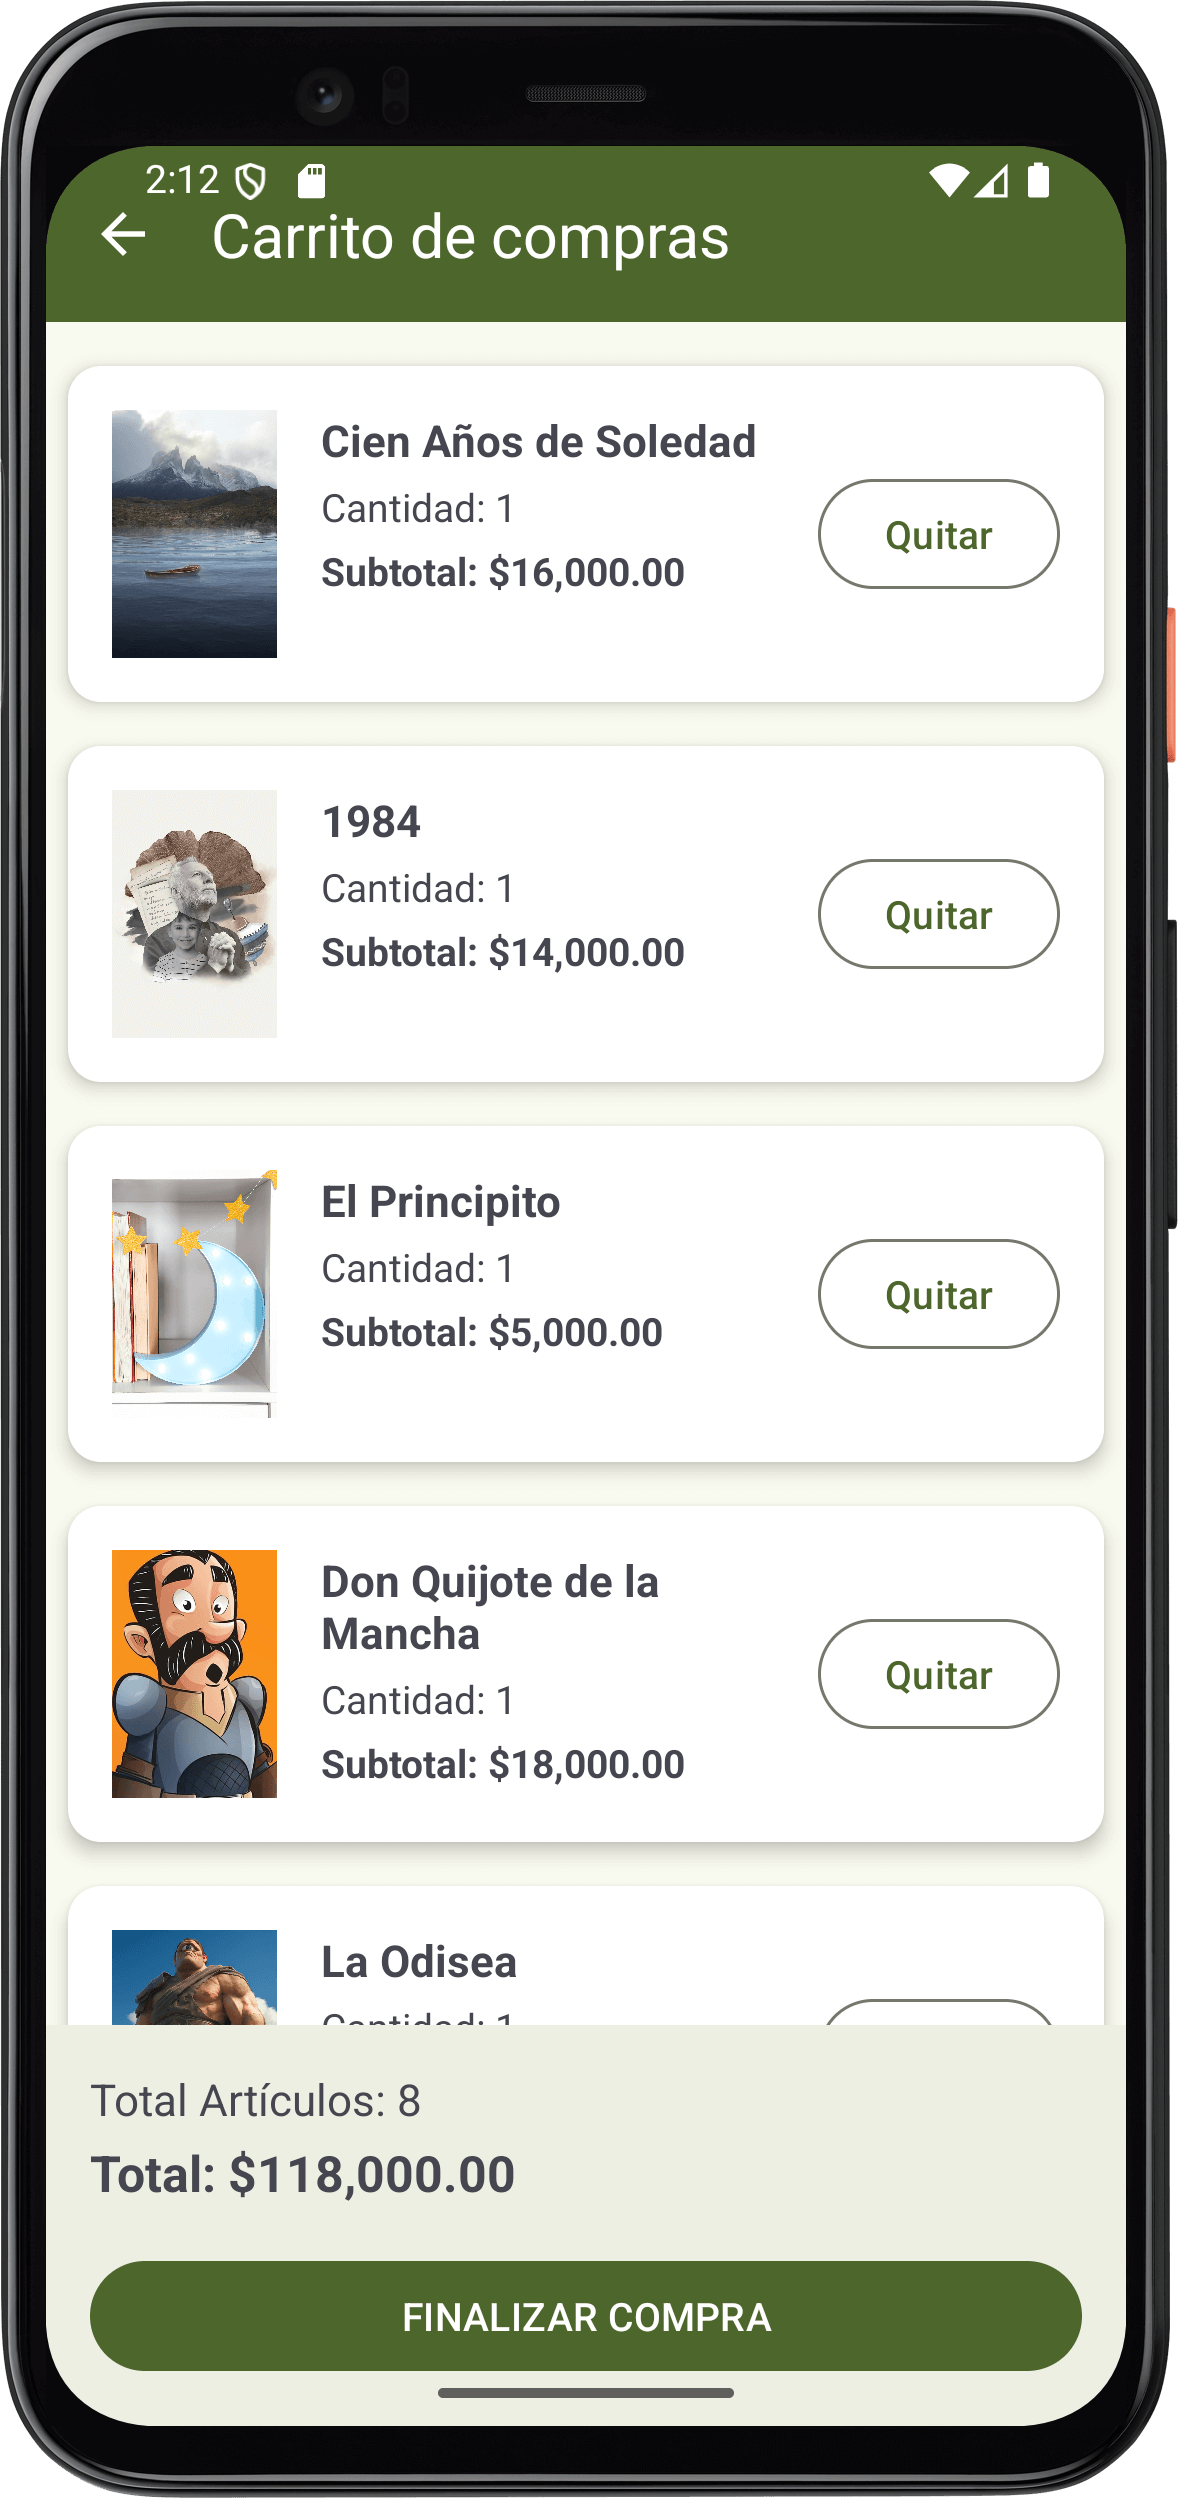 2:12
Carrito de compras
Cien Años de Soledad
Cantidad: 1
Subtotal: $16,000.00
Quitar
1984
Cantidad: 1
Subtotal: $14,000.00
Quitar
El Principito
Cantidad: 1
Subtotal: $5,000.00
Quitar
Don Quijote de la
Mancha
Cantidad: 1
Subtotal: $18,000.00
Quitar
La Odisea
Cantidad: 1
Total Artículos: 8
Total: $118,000.00
FINALIZAR COMPRA